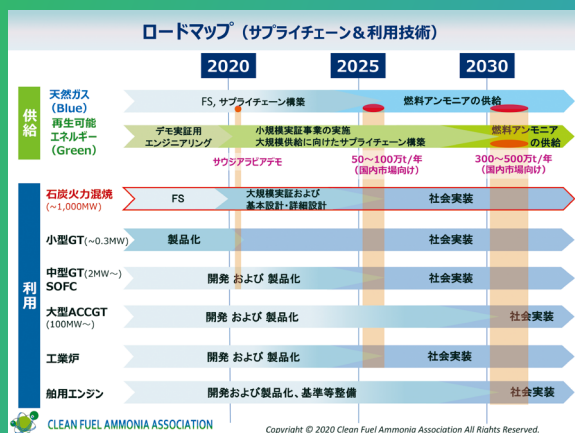 ロードマップ（サプライチェーン＆利用技術）
2020
2025
2030
供給
天然ガス
（Blue）
FS, サプライチェーン構築
燃料アンモニアの供給
再生可能
エネルギー
（Green）
デモ実証用
エンジニアリング
小規模実証事業の実施
大規模供給に向けたサプライチェーン構築
燃料アンモニア
の供給
サウジアラビアデモ
50～100万t/年
（国内市場向け）
300～500万t/年
（国内市場向け）
利用
石炭火力混焼
(~1,000MW)
FS
大規模実証および
基本設計・詳細設計
社会実装
小型GT(~0.3MW)
製品化
社会実装
中型GT(2MW～)
SOFC
開発 および 製品化
社会実装
大型ACCGT
(100MW～)
開発 および 製品化
社会実装
工業炉
開発 および 製品化
社会実装
舶用エンジン
開発および製品化、基準等整備
社会実装
CLEAN FUEL AMMONIA ASSOCIATION
Copyright © 2020 Clean Fuel Ammonia Association All Rights Reserved.